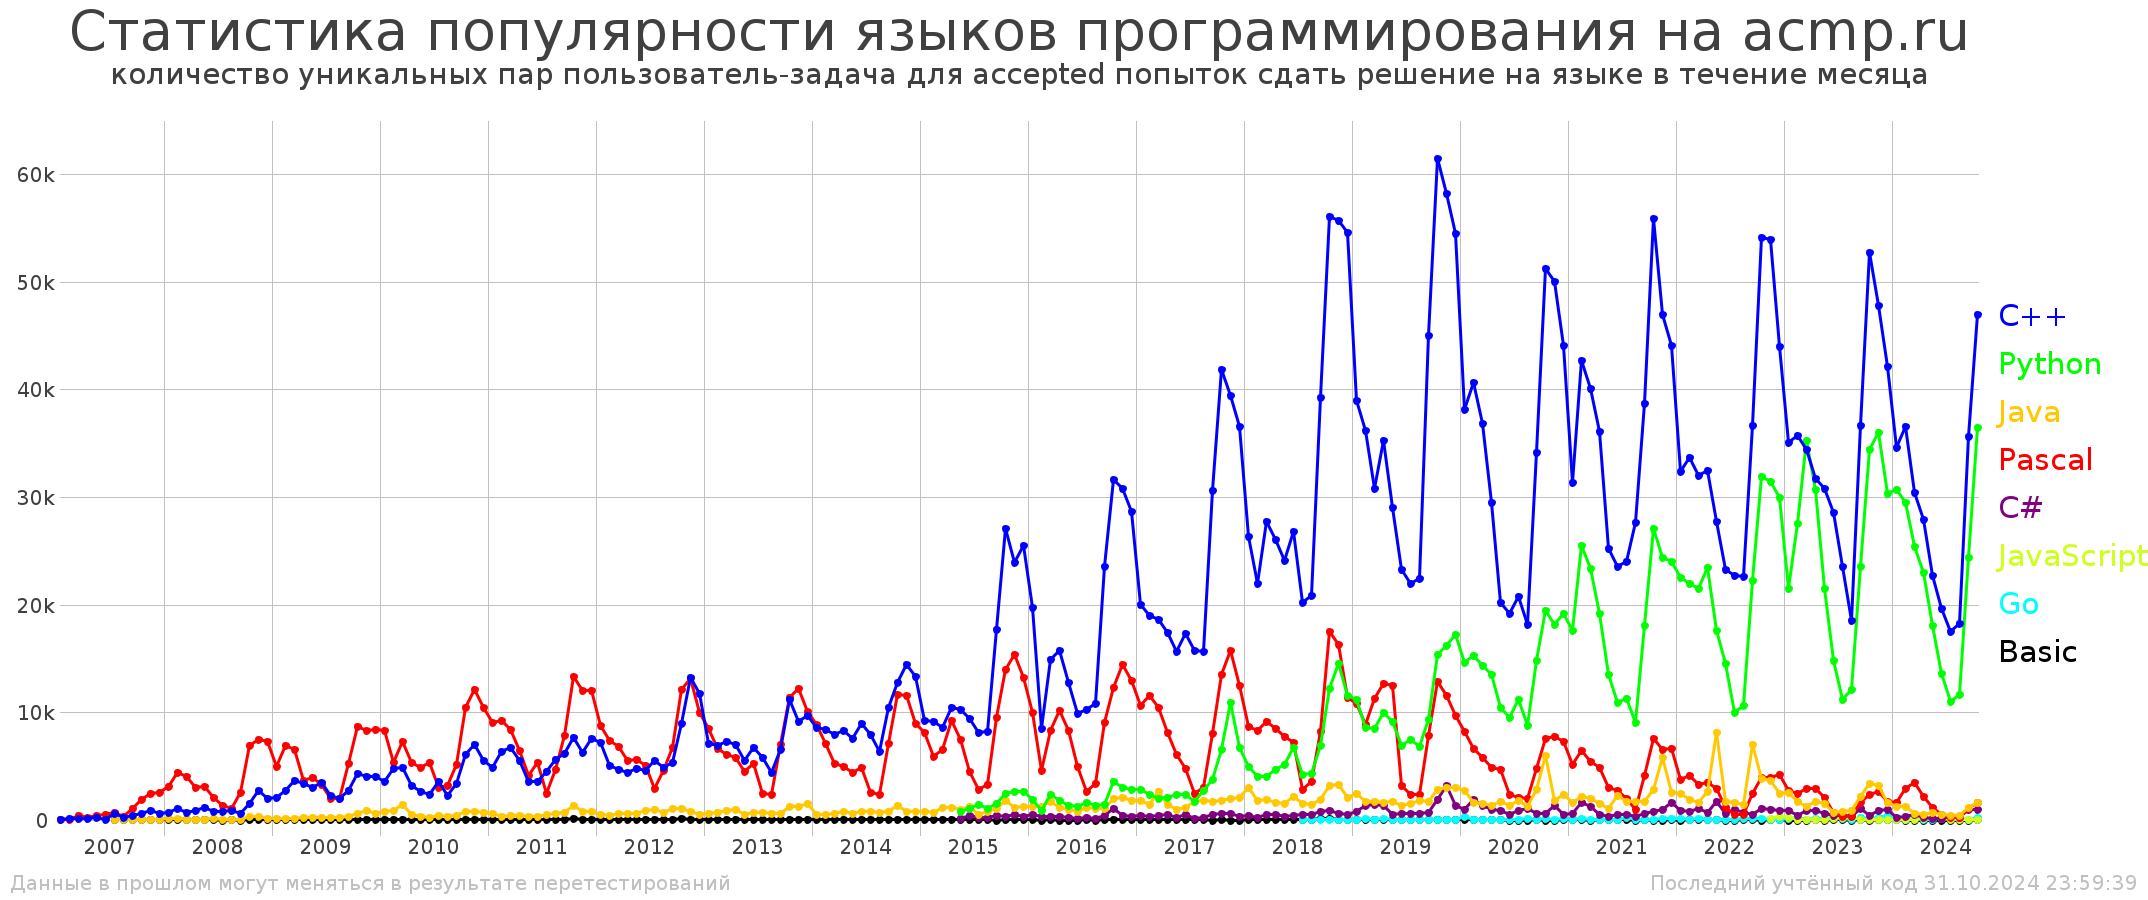 Статистика популярности языков программирования на acmp.ru
количество уникальных пар пользователь-задача для accepted попыток сдать решение на языке в течение месяца
60k
50k
40k
30k
20k
10k
0
C++
Python
Java
Pascal
C#
JavaScript
Go
Basic
2007 2008 2009 2010 2011 2012 2013 2014 2015 2016 2017 2018 2019 2020 2021 2022 2023 2024
Данные в прошлом могут меняться в результате перетестирований
Последний учтённый код 31.10.2024 23:59:39